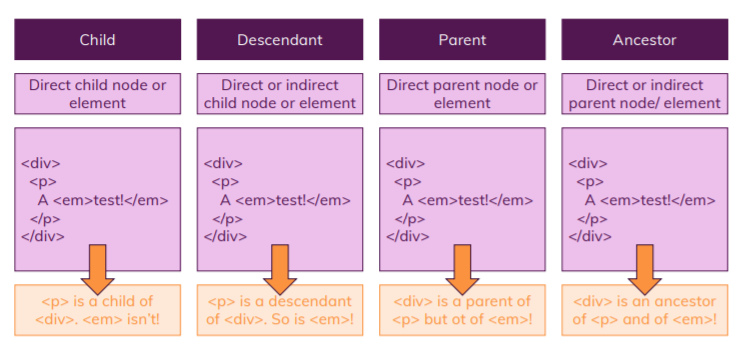 Child
Descendant
Parent
Ancestor
Direct child node or
element
Direct or indirect
child node or element
Direct parent node or
element
Direct or indirect
parent node/ element
<div>
<p>
A <em>test!</em>
</p>
</div>
<div>
<p>
A <em>test!</em>
</p>
</div>
<div>
<p>
A <em>test!</em>
</p>
</div>
<div>
<p>
A <em>test!</em>
</p>
</div>
<p> is a child of
<div>. <em> isn't!
<p> is a descendant
of <div>. So is <em>!
<div> is a parent of
<p> but ot of <em>!
<div> is an ancestor
of <p> and of <em>!